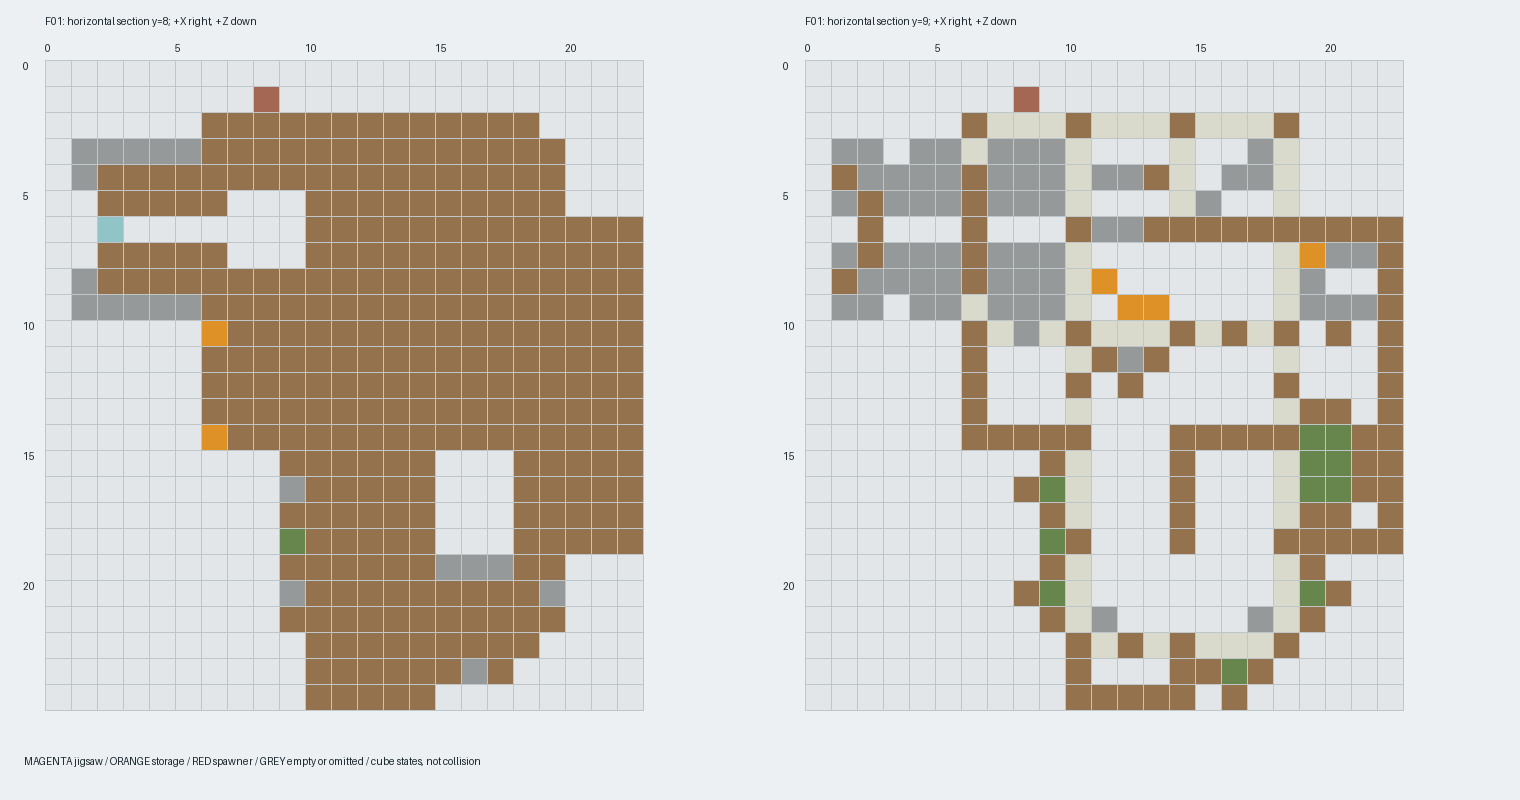 F01: horizontal section y=8; +X right, +Z down
F01: horizontal section y=9; +X right, +Z down
0 5 10 15 20
0 5 10 15 20
0
0
5
5
10
10
15
15
20
20
MAGENTA jigsaw / ORANGE storage / RED spawner / GREY empty or omitted / cube states, not collision